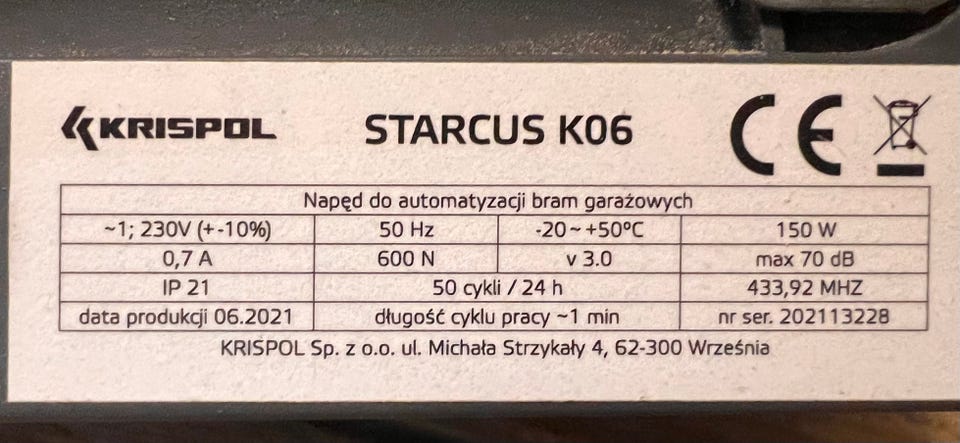 KRISPOL STARCUS K06 CE
Napęd do automatyzacji bram garażowych
~1; 230V (+-10%) 50 Hz -20~+50ºC 150 W
0,7 A 600 N v 3.0 max 70 dB
IP 21 50 cykli / 24 h 433,92 MHZ
data produkcji 06.2021 długość cyklu pracy ~1 min nr ser. 202113228
KRISPOL Sp. z o.o. ul. Michała Strzykały 4, 62-300 Wrześnía